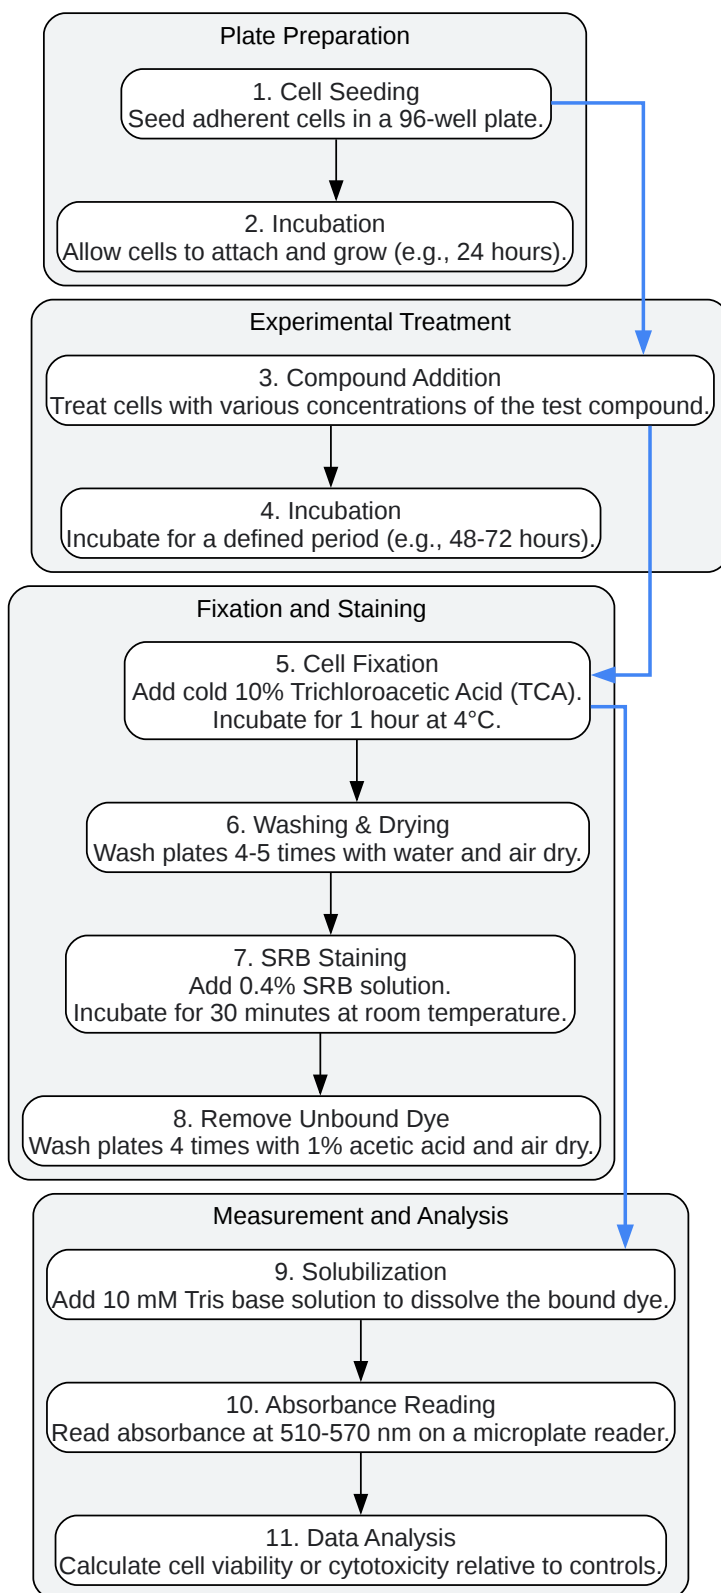 Plate Preparation
1. Cell Seeding
Seed adherent cells in a 96-well plate.
2. Incubation
Allow cells to attach and grow (e.g., 24 hours).
Experimental Treatment
3. Compound Addition
Treat cells with various concentrations of the test compound.
4. Incubation
Incubate for a defined period (e.g., 48-72 hours).
Fixation and Staining
5. Cell Fixation
Add cold 10% Trichloroacetic Acid (TCA).
Incubate for 1 hour at 4°C.
6. Washing & Drying
Wash plates 4-5 times with water and air dry.
7. SRB Staining
Add 0.4% SRB solution.
Incubate for 30 minutes at room temperature.
8. Remove Unbound Dye
Wash plates 4 times with 1% acetic acid and air dry.
Measurement and Analysis
9. Solubilization
Add 10 mM Tris base solution to dissolve the bound dye.
10. Absorbance Reading
Read absorbance at 510-570 nm on a microplate reader.
11. Data Analysis
Calculate cell viability or cytotoxicity relative to controls.